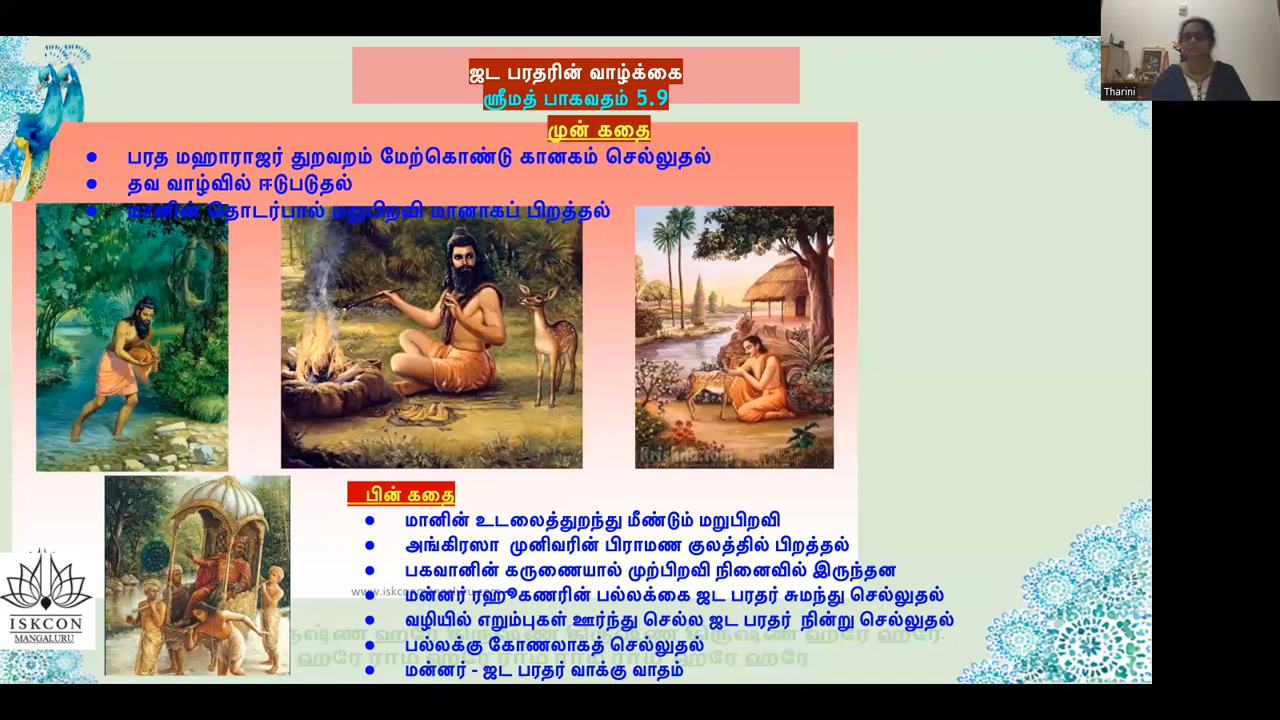 ஜட பரதரின் வாழ்க்கை
ஸ்ரீமத் பாகவதம் 5.9
முன் கதை
● பரத மஹாராஜர் துறவறம் மேற்கொண்டு கானகம் செல்லுதல்
● தவ வாழ்வில் ஈடுபடுதல்
● மானின் தொடர்பால் மறுபிறவி மானாகப் பிறத்தல்
Tharini
Krishna.com
பின் கதை
● மானின் உடலைத்துறந்து மீண்டும் மறுபிறவி
● அங்கிரஸா முனிவரின் பிராமண குலத்தில் பிறத்தல்
● பகவானின் கருணையால் முற்பிறவி நினைவில் இருந்தன
● மன்னர் ரஹூகணரின் பல்லக்கை ஜட பரதர் சுமந்து செல்லுதல்
● வழியில் எறும்புகள் ஊர்ந்து செல்ல ஜட பரதர் நின்று செல்லுதல்
● பல்லக்கு கோணலாகத் செல்லுதல்
● மன்னர் - ஜட பரதர் வாக்கு வாதம்
ISKCON
MANGALURU